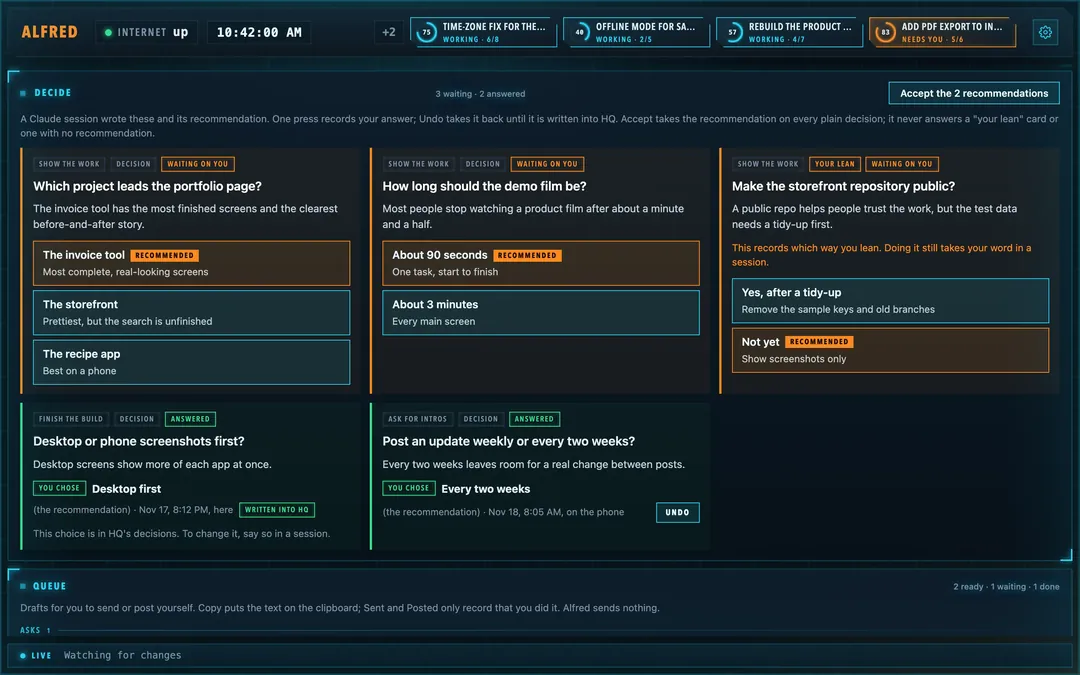 ALFRED
INTERNET up
10:42:00 AM
+2
75
TIME-ZONE FIX FOR THE...
WORKING · 6/8
40
OFFLINE MODE FOR SA...
WORKING · 2/5
57
REBUILD THE PRODUCT ...
WORKING · 4/7
83
ADD PDF EXPORT TO IN...
NEEDS YOU · 5/6
DECIDE
3 waiting · 2 answered
Accept the 2 recommendations
A Claude session wrote these and its recommendation. One press records your answer; Undo takes it back until it is written into HQ. Accept takes the recommendation on every plain decision; it never answers a "your lean" card or
one with no recommendation.
SHOW THE WORK DECISION WAITING ON YOU
Which project leads the portfolio page?
The invoice tool has the most finished screens and the clearest
before-and-after story.
The invoice tool RECOMMENDED
Most complete, real-looking screens
The storefront
Prettiest, but the search is unfinished
The recipe app
Best on a phone
SHOW THE WORK DECISION WAITING ON YOU
How long should the demo film be?
Most people stop watching a product film after about a minute
and a half.
About 90 seconds RECOMMENDED
One task, start to finish
About 3 minutes
Every main screen
SHOW THE WORK YOUR LEAN WAITING ON YOU
Make the storefront repository public?
A public repo helps people trust the work, but the test data
needs a tidy-up first.
This records which way you lean. Doing it still takes your word in a
session.
Yes, after a tidy-up
Remove the sample keys and old branches
Not yet RECOMMENDED
Show screenshots only
FINISH THE BUILD DECISION ANSWERED
Desktop or phone screenshots first?
Desktop screens show more of each app at once.
YOU CHOSE Desktop first
(the recommendation) · Nov 17, 8:12 PM, here WRITTEN INTO HQ
This choice is in HQ's decisions. To change it, say so in a session.
ASK FOR INTROS DECISION ANSWERED
Post an update weekly or every two weeks?
Every two weeks leaves room for a real change between posts.
YOU CHOSE Every two weeks
(the recommendation) · Nov 18, 8:05 AM, on the phone
UNDO
QUEUE
2 ready · 1 waiting · 1 done
Drafts for you to send or post yourself. Copy puts the text on the clipboard; Sent and Posted only record that you did it. Alfred sends nothing.
ASKS 1
LIVE Watching for changes